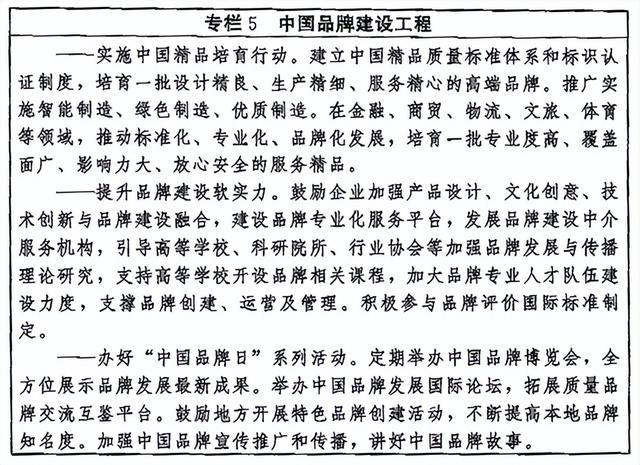 专栏5 中国品牌建设工程
——实施中国精品培育行动。建立中国精品质量标准体系和标识认
证制度，培育一批设计精良、生产精细、服务精心的高端品牌。推广实
施智能制造、绿色制造、优质制造。在金融、商贸、物流、文旅、体育
等领域，推动标准化、专业化、品牌化发展，培育一批专业度高、覆盖
面广、影响力大、放心安全的服务精品。
——提升品牌建设软实力。鼓励企业加强产品设计、文化创意、技
术创新与品牌建设融合，建设品牌专业化服务平台，发展品牌建设中介
服务机构，引导高等学校、科研院所、行业协会等加强品牌发展与传播
理论研究，支持高等学校开设品牌相关课程，加大品牌专业人才队伍建
设力度，支撑品牌创建、运营及管理。积极参与品牌评价国际标准制
定。
——办好“中国品牌日”系列活动。定期举办中国品牌博览会，全
方位展示品牌发展最新成果。举办中国品牌发展国际论坛，拓展质量品
牌交流互鉴平台。鼓励地方开展特色品牌创建活动，不断提高本地品牌
知名度。加强中国品牌宣传推广和传播，讲好中国品牌故事。